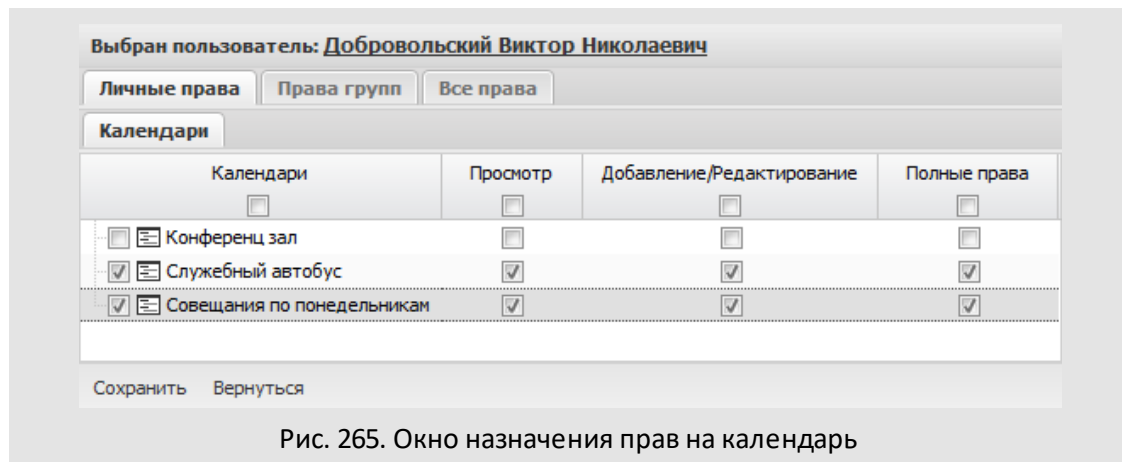 Выбран пользователь: Добровольский Виктор Николаевич
Личные права Права групп Все права
Календари
Календари Просмотр Добавление/Редактирование Полные права
Конференц зал
Служебный автобус
Совещания по понедельникам
Сохранить Вернуться
Рис. 265. Окно назначения прав на календарь